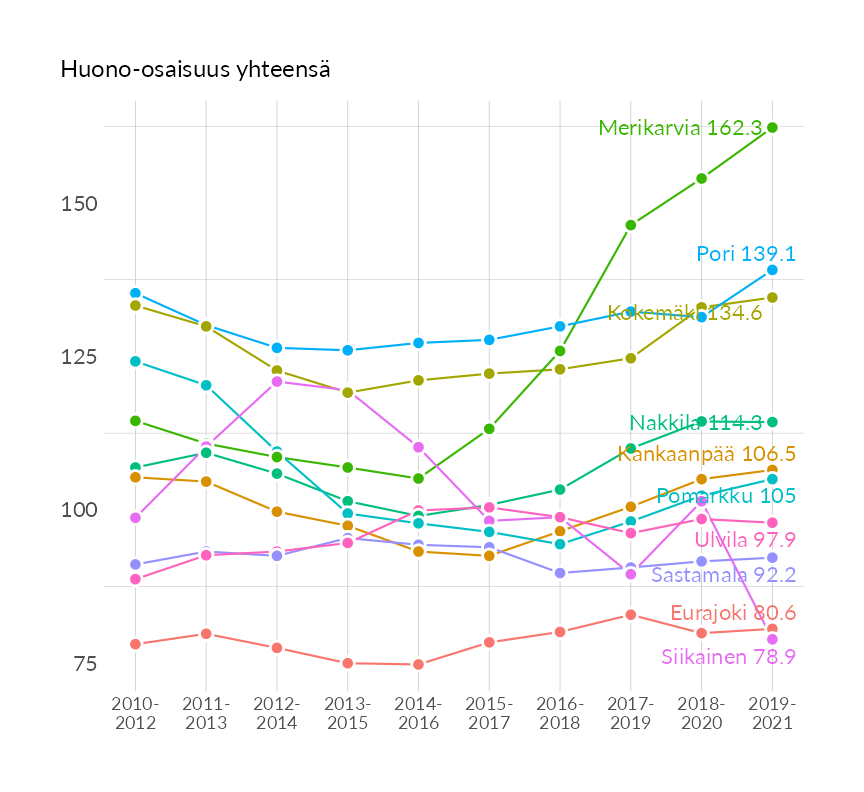 Huono-osaisuus yhteensä
Merikarvia 162.3
150
Pori 139.1
Kokemäki 134.6
125
Nakkila 114.3
Kankaanpää 106.5
Pomarkku 105
100
Ulvila 97.9
Sastamala 92.2
Eurajoki 80.6
Siikainen 78.9
75
2010- 2011- 2012- 2013- 2014- 2015- 2016- 2017- 2018- 2019-
2012 2013 2014 2015 2016 2017 2018 2019 2020 2021